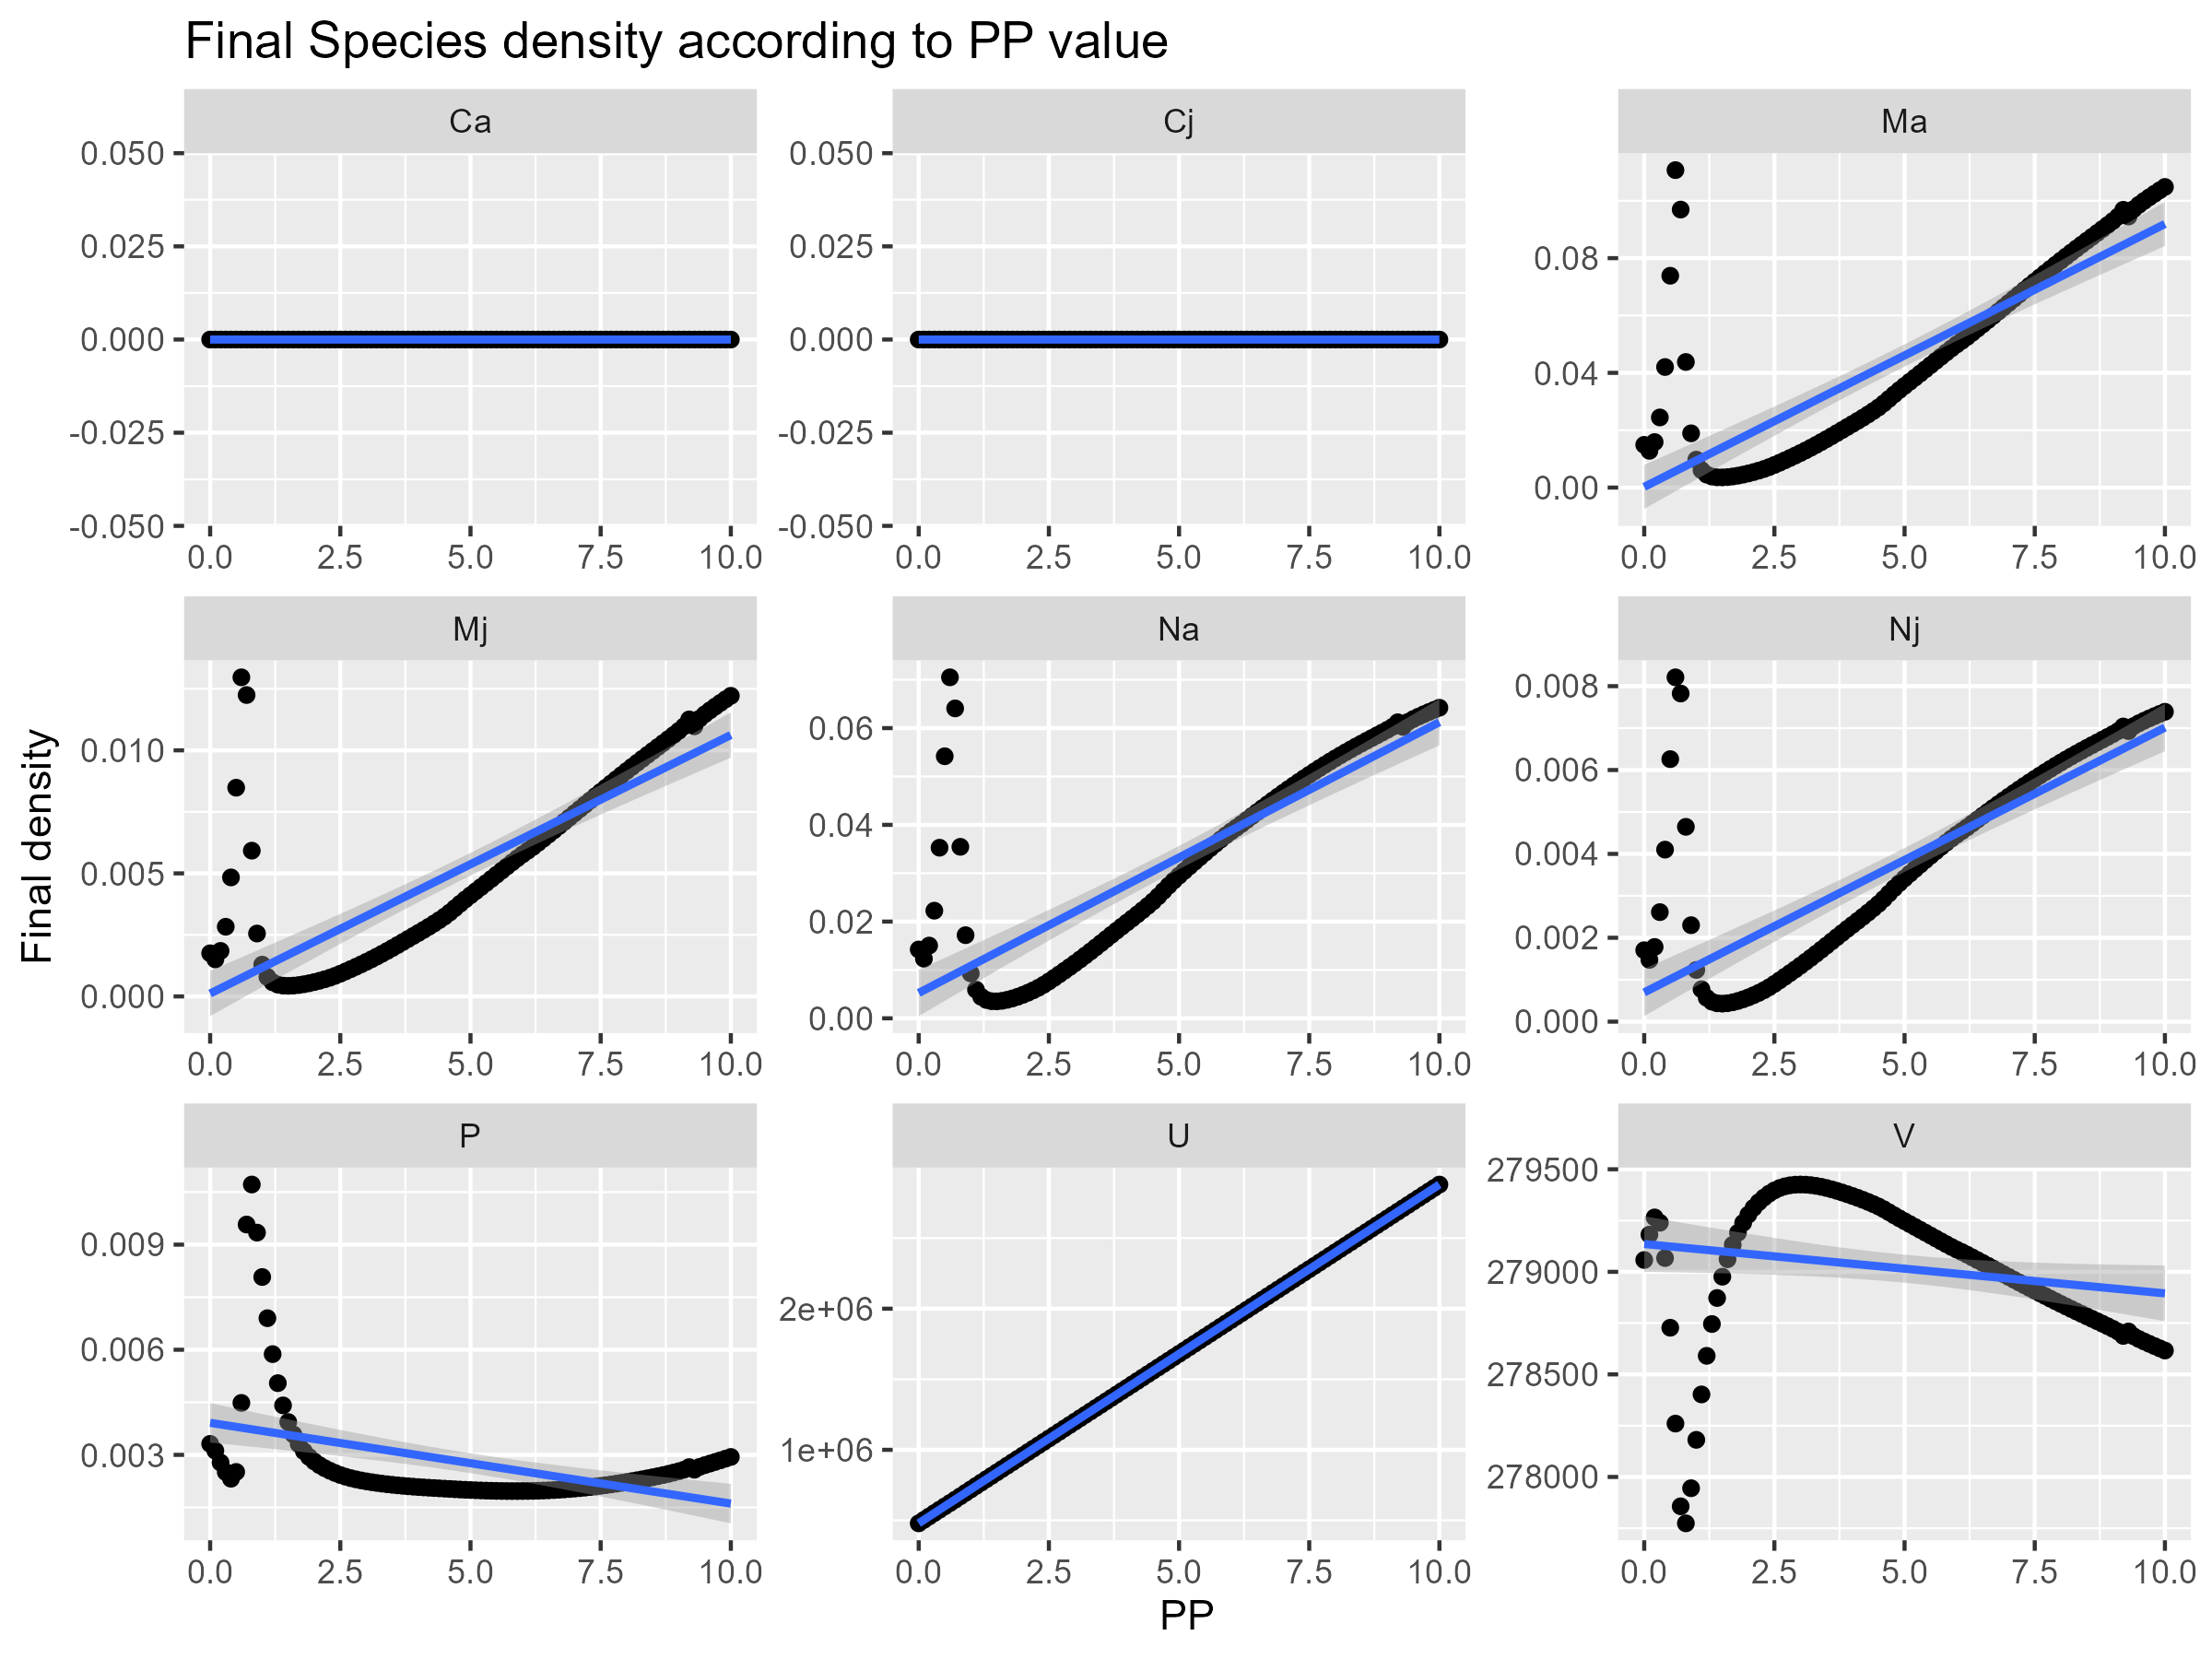 Final Species density according to PP value
Ca
Cj
Ma
0.050
0.025
0.000
-0.025
-0.050
0.0 2.5 5.0 7.5 10.0
0.050
0.025
0.000
-0.025
-0.050
0.0 2.5 5.0 7.5 10.0
0.08
0.04
0.00
0.0 2.5 5.0 7.5 10.0
Final density
Mj
Na
Nj
0.010
0.005
0.000
0.0 2.5 5.0 7.5 10.0
0.06
0.04
0.02
0.00
0.0 2.5 5.0 7.5 10.0
0.008
0.006
0.004
0.002
0.000
0.0 2.5 5.0 7.5 10.0
P
U
V
0.009
0.006
0.003
0.0 2.5 5.0 7.5 10.0
2e+06
1e+06
0.0 2.5 5.0 7.5 10.0
279500
279000
278500
278000
0.0 2.5 5.0 7.5 10.0
PP